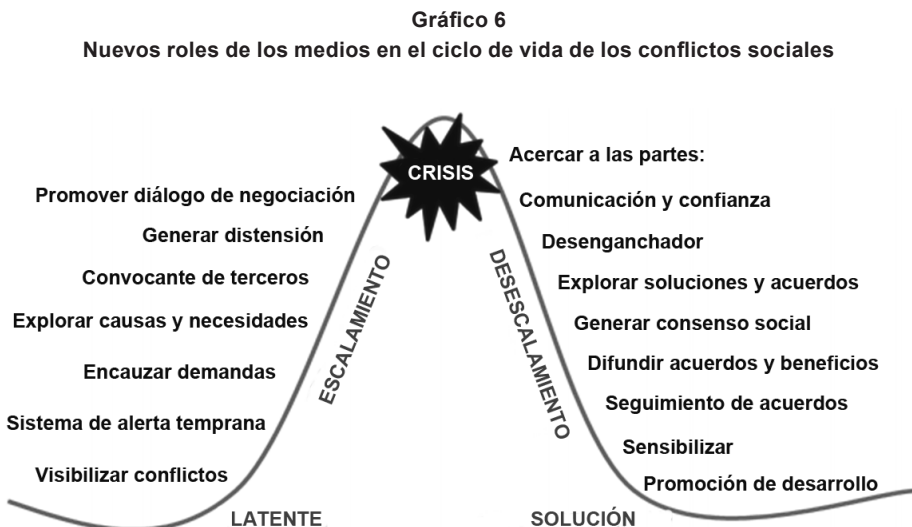 Gráfico 6
Nuevos roles de los medios en el ciclo de vida de los conflictos sociales
CRISIS
Promover diálogo de negociación
Generar distensión
Convocante de terceros
Explorar causas y necesidades
Encauzar demandas
Sistema de alerta temprana
Visibilizar conflictos
ESCALAMIENTO
LATENTE
Acercar a las partes:
Comunicación y confianza
Desenganchador
Explorar soluciones y acuerdos
Generar consenso social
Difundir acuerdos y beneficios
Seguimiento de acuerdos
Sensibilizar
Promoción de desarrollo
DESESCALAMIENTO
SOLUCIÓN